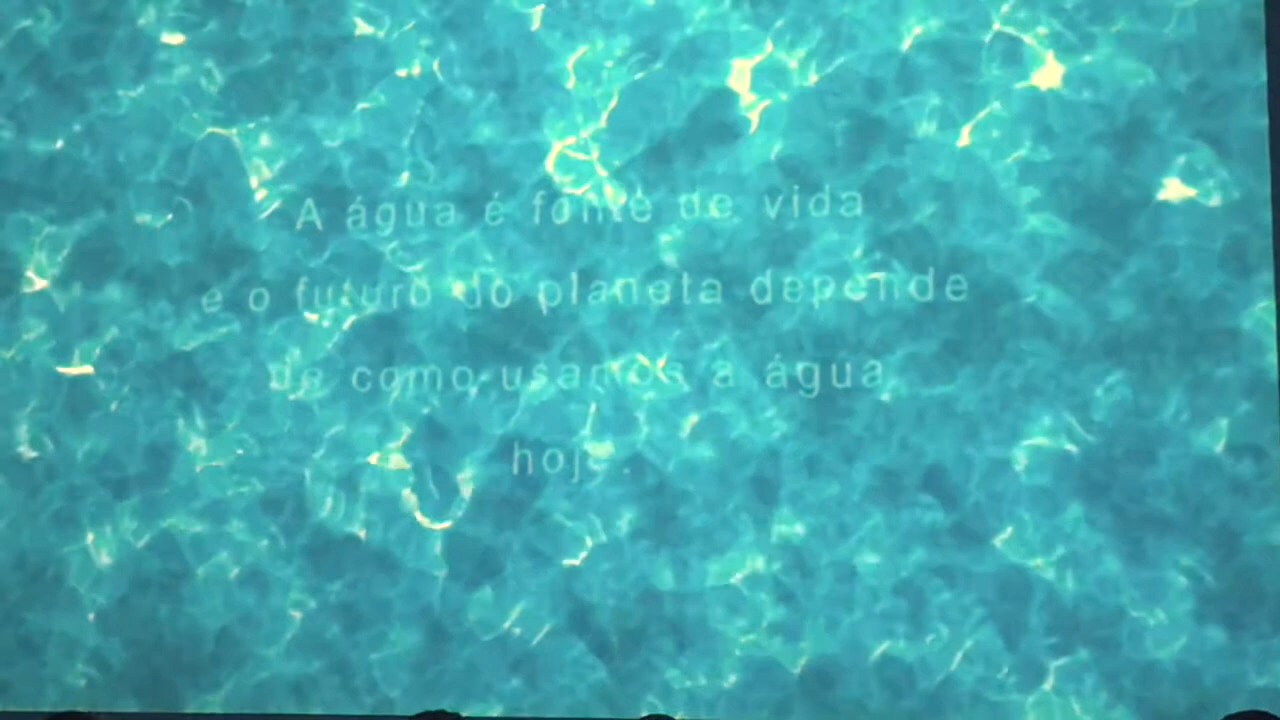 A água é fonte de vida
e o futuro do planeta depende
de como usamos a água
hoje.